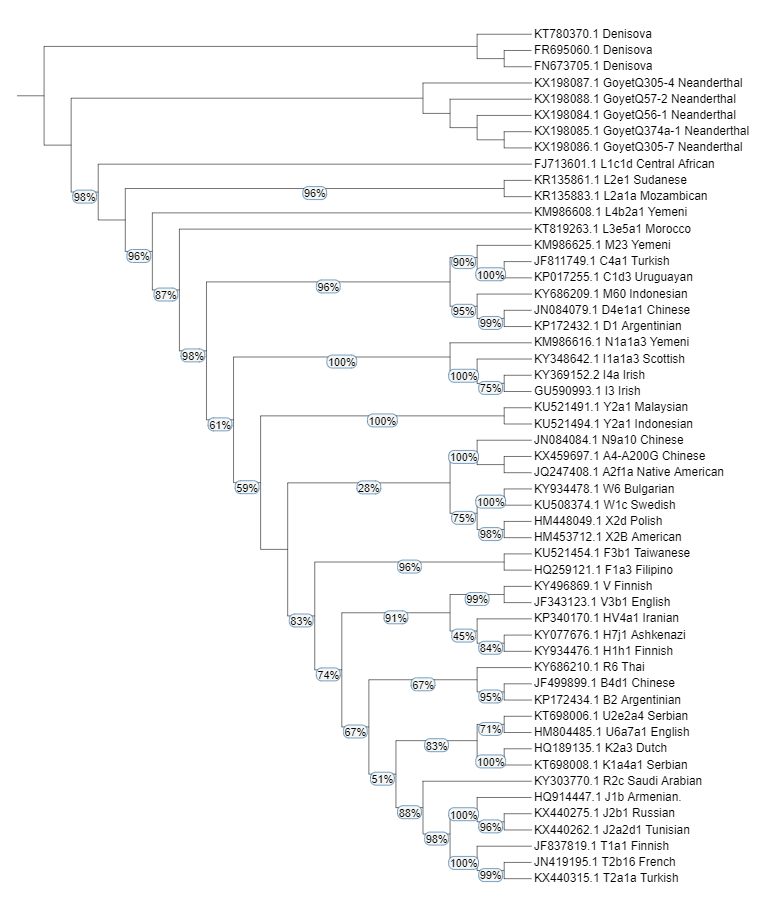 KT780370.1 Denisova
FR695060.1 Denisova
FN673705.1 Denisova
KX198087.1 GoyetQ305-4 Neanderthal
KX198088.1 GoyetQ57-2 Neanderthal
KX198084.1 GoyetQ56-1 Neanderthal
KX198085.1 GoyetQ374a-1 Neanderthal
KX198086.1 GoyetQ305-7 Neanderthal
FJ713601.1 L1c1d Central African
KR135861.1 L2e1 Sudanese
96%
98%
KR135883.1 L2a1a Mozambican
KM986608.1 L4b2a1 Yemeni
KT819263.1 L3e5a1 Morocco
KM986625.1 M23 Yemeni
96%
90%
JF811749.1 C4a1 Turkish
100%
KP017255.1 C1d3 Uruguayan
96%
87%
KY686209.1 M60 Indonesian
95%
JN084079.1 D4e1a1 Chinese
99%
KP172432.1 D1 Argentinian
KM986616.1 N1a1a3 Yemeni
98%
100%
KY348642.1 I1a1a3 Scottish
100%
KY369152.2 I4a Irish
75%
GU590993.1 I3 Irish
KU521491.1 Y2a1 Malaysian
100%
61%
KU521494.1 Y2a1 Indonesian
JN084084.1 N9a10 Chinese
100%
KX459697.1 A4-A200G Chinese
JQ247408.1 A2f1a Native American
59%
28%
KY934478.1 W6 Bulgarian
100%
KU508374.1 W1c Swedish
75%
HM448049.1 X2d Polish
98%
HM453712.1 X2B American
KU521454.1 F3b1 Taiwanese
96%
HQ259121.1 F1a3 Filipino
KY496869.1 V Finnish
99%
JF343123.1 V3b1 English
83%
91%
KP340170.1 HV4a1 Iranian
45%
KY077676.1 H7j1 Ashkenazi
84%
KY934476.1 H1h1 Finnish
KY686210.1 R6 Thai
74%
67%
JF499899.1 B4d1 Chinese
95%
KP172434.1 B2 Argentinian
KT698006.1 U2e2a4 Serbian
67%
71%
HM804485.1 U6a7a1 English
83%
HQ189135.1 K2a3 Dutch
100%
KT698008.1 K1a4a1 Serbian
51%
KY303770.1 R2c Saudi Arabian
HQ914447.1 J1b Armenian.
88%
100%
KX440275.1 J2b1 Russian
96%
KX440262.1 J2a2d1 Tunisian
98%
JF837819.1 T1a1 Finnish
100%
JN419195.1 T2b16 French
99%
KX440315.1 T2a1a Turkish